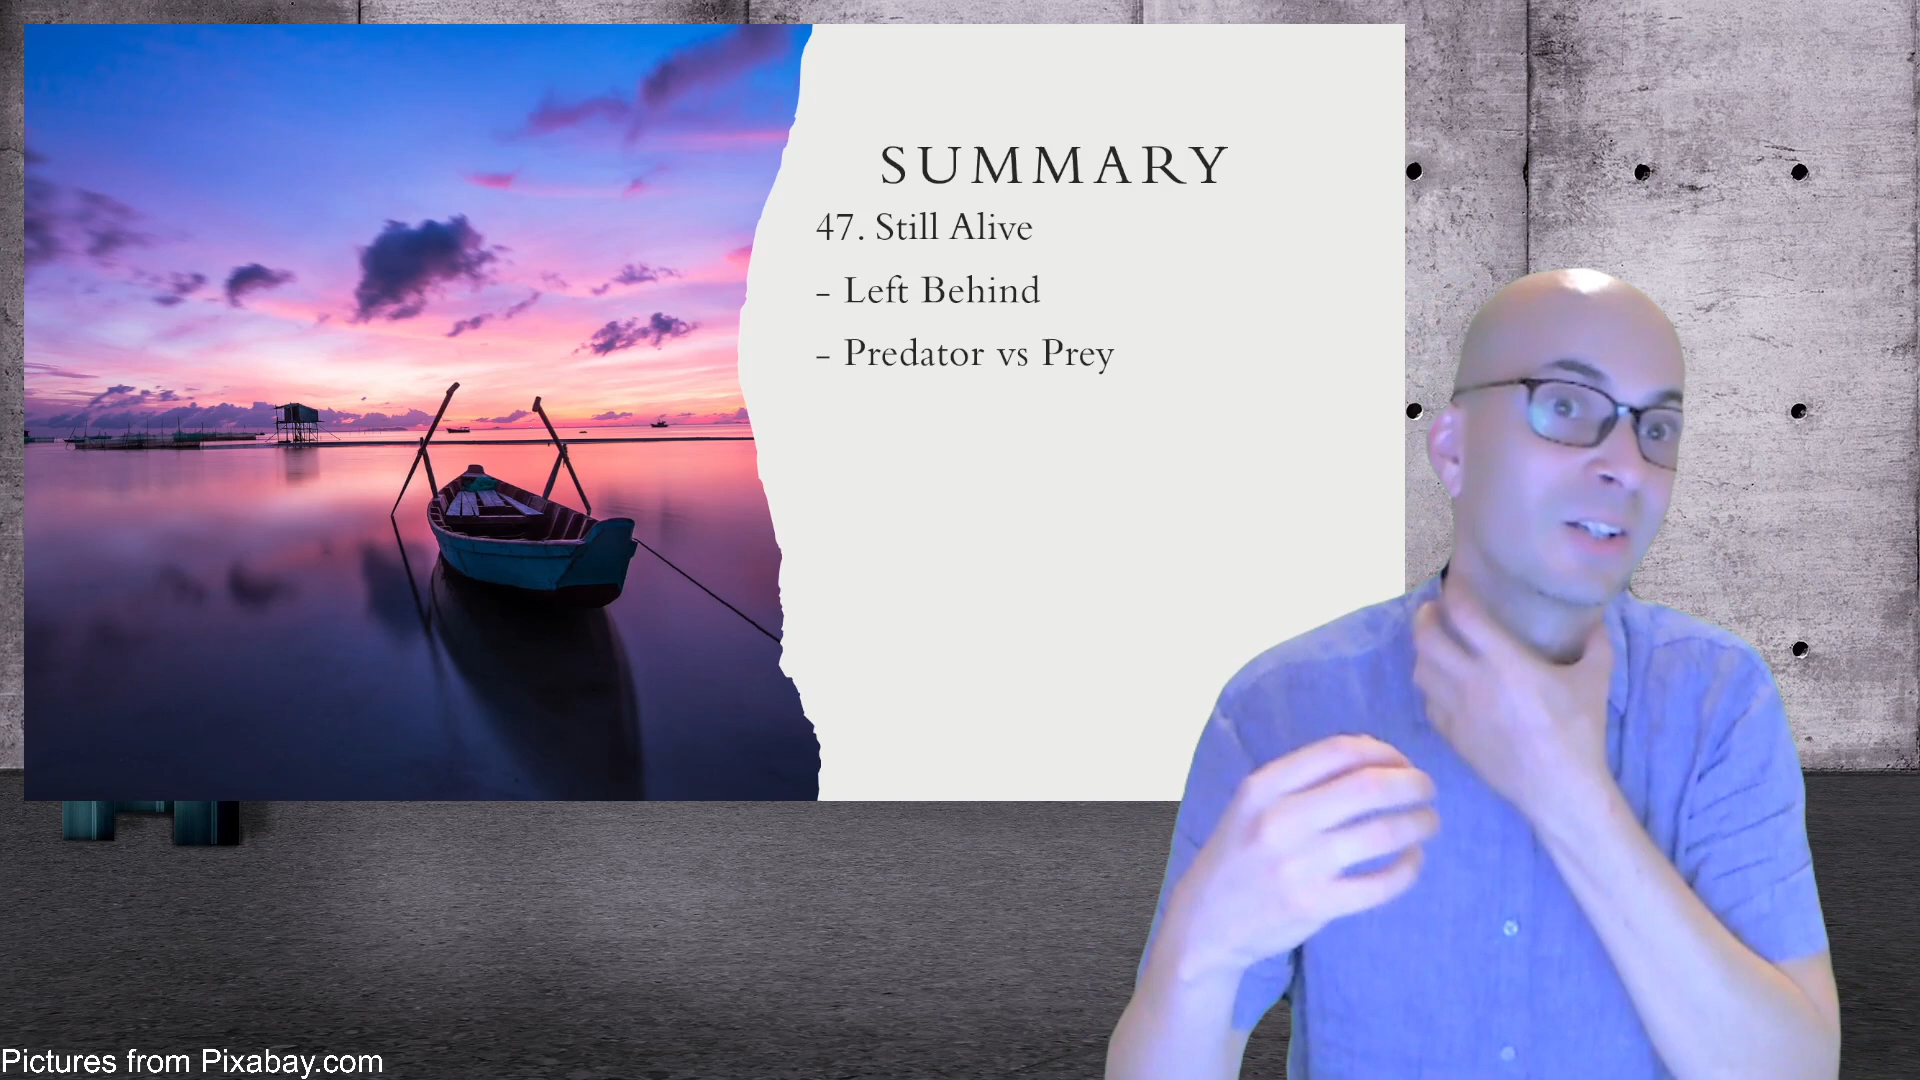 SUMMARY
47. Still Alive
- Left Behind
- Predator vs Prey
Pictures from Pixabay.com